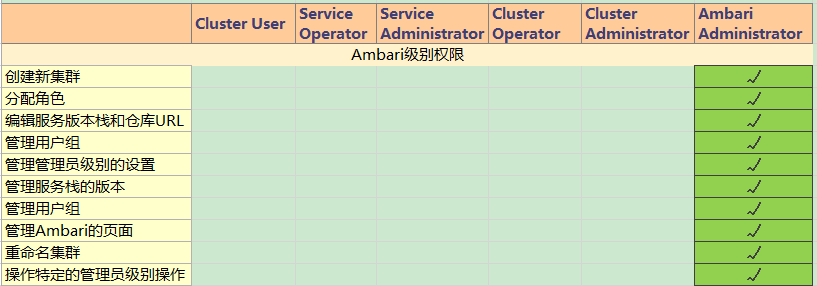 Cluster User Service Operator Service Administrator Cluster Operator Cluster Administrator Ambari Administrator
Ambari级别权限
创建新集群 ✓
分配角色 ✓
编辑服务版本栈和仓库URL ✓
管理用户组 ✓
管理管理员级别的设置 ✓
管理服务栈的版本 ✓
管理用户组 ✓
管理Ambari的页面 ✓
重命名集群 ✓
操作特定的管理员级别操作 ✓